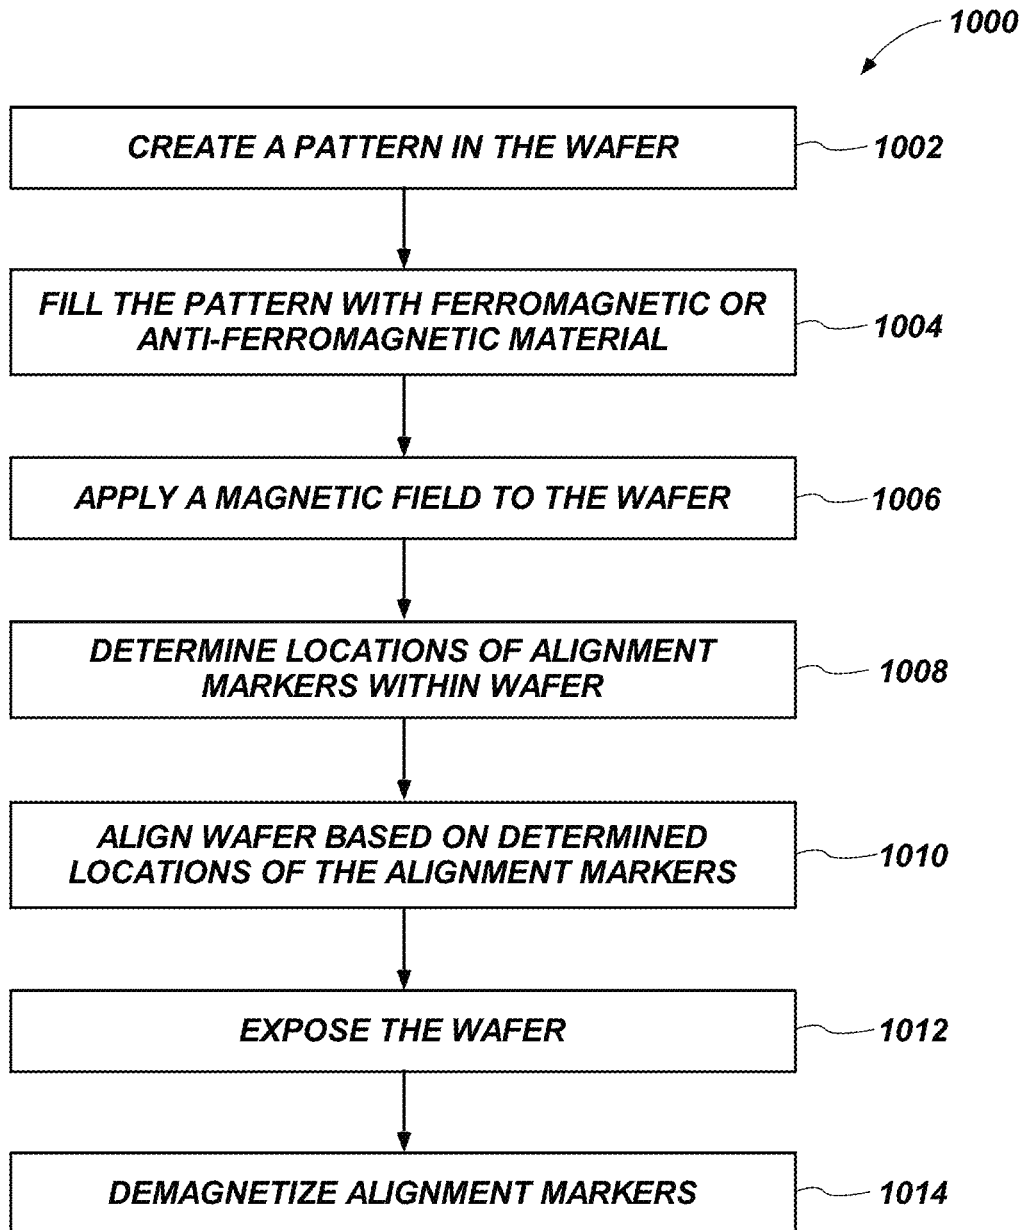 1000
CREATE A PATTERN IN THE WAFER
1002
FILL THE PATTERN WITH FERROMAGNETIC OR
ANTI-FERROMAGNETIC MATERIAL
1004
APPLY A MAGNETIC FIELD TO THE WAFER
1006
DETERMINE LOCATIONS OF ALIGNMENT
MARKERS WITHIN WAFER
1008
ALIGN WAFER BASED ON DETERMINED
LOCATIONS OF THE ALIGNMENT MARKERS
1010
EXPOSE THE WAFER
1012
DEMAGNETIZE ALIGNMENT MARKERS
1014